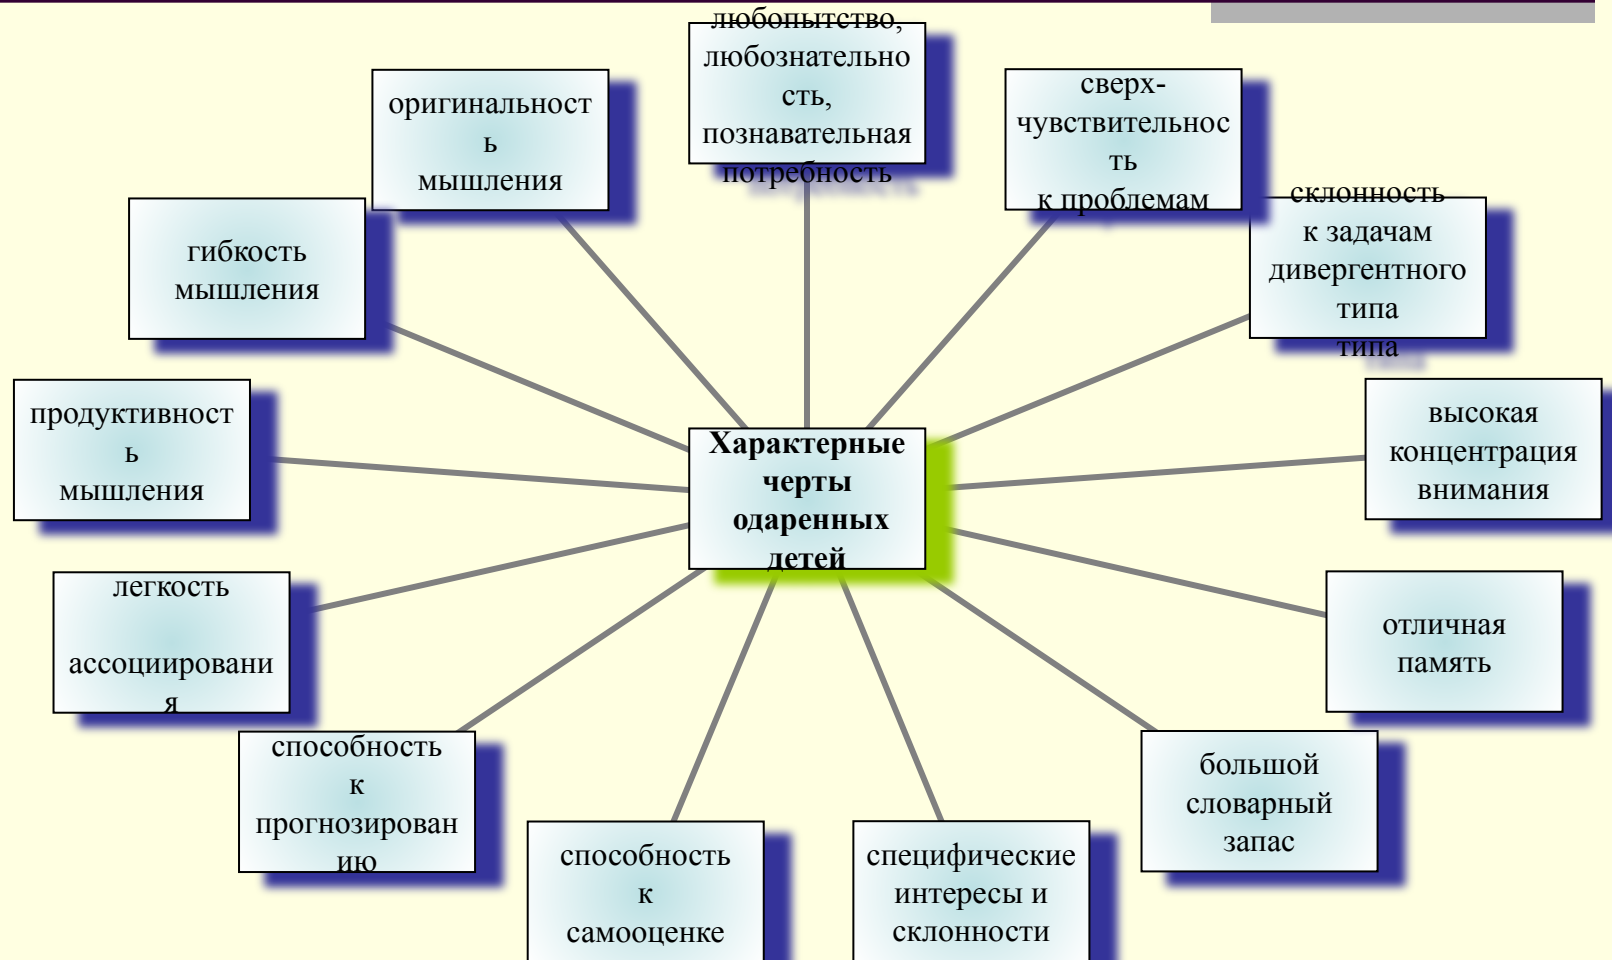 любопытство,
любознательно
сть,
познавательная
потребность
сверх-
чувствительнос
ть
к проблемам
склонность
к задачам
дивергентного
типа
типа
высокая
концентрация
внимания
отличная
память
большой
словарный
запас
специфические
интересы и
склонности
способность
к
самооценке
способность
к
прогнозирован
ию
легкость
ассоциировани
я
продуктивност
ь
мышления
гибкость
мышления
оригинальност
ь
мышления
Характерные
черты
одаренных
детей